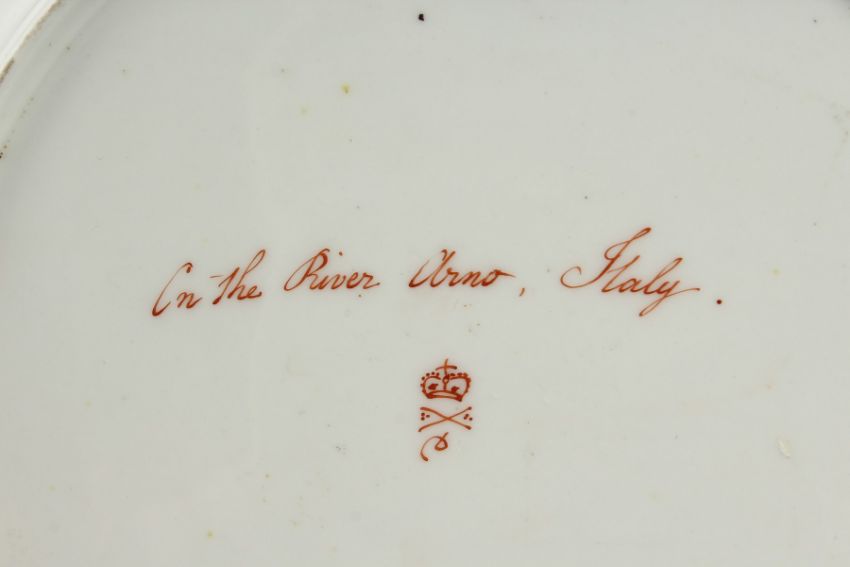 On the River Arno, Italy.
D